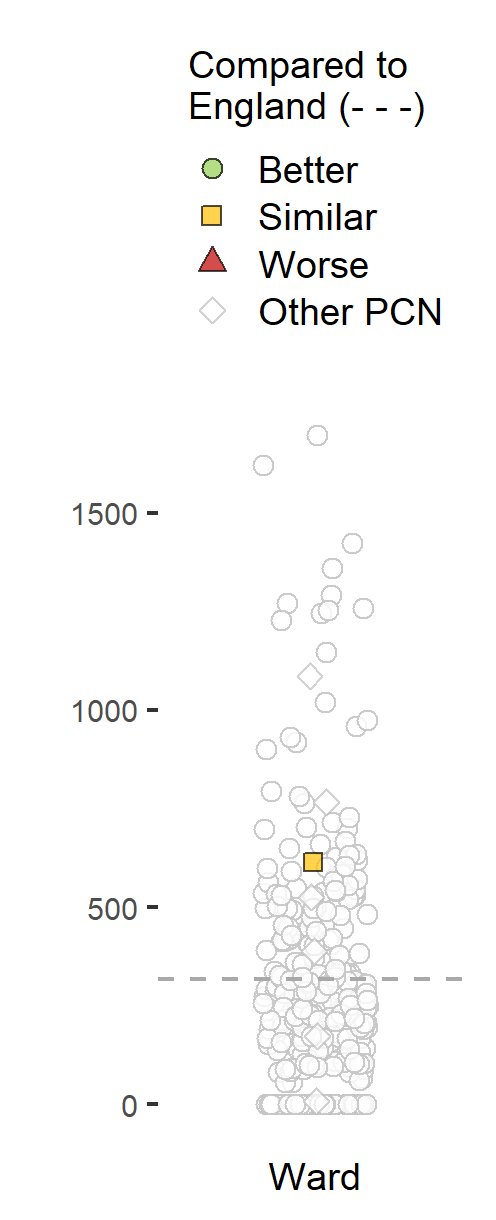 Compared to
England (- - -)
Better
Similar
Worse
Other PCN
1500
1000
500
0
Ward